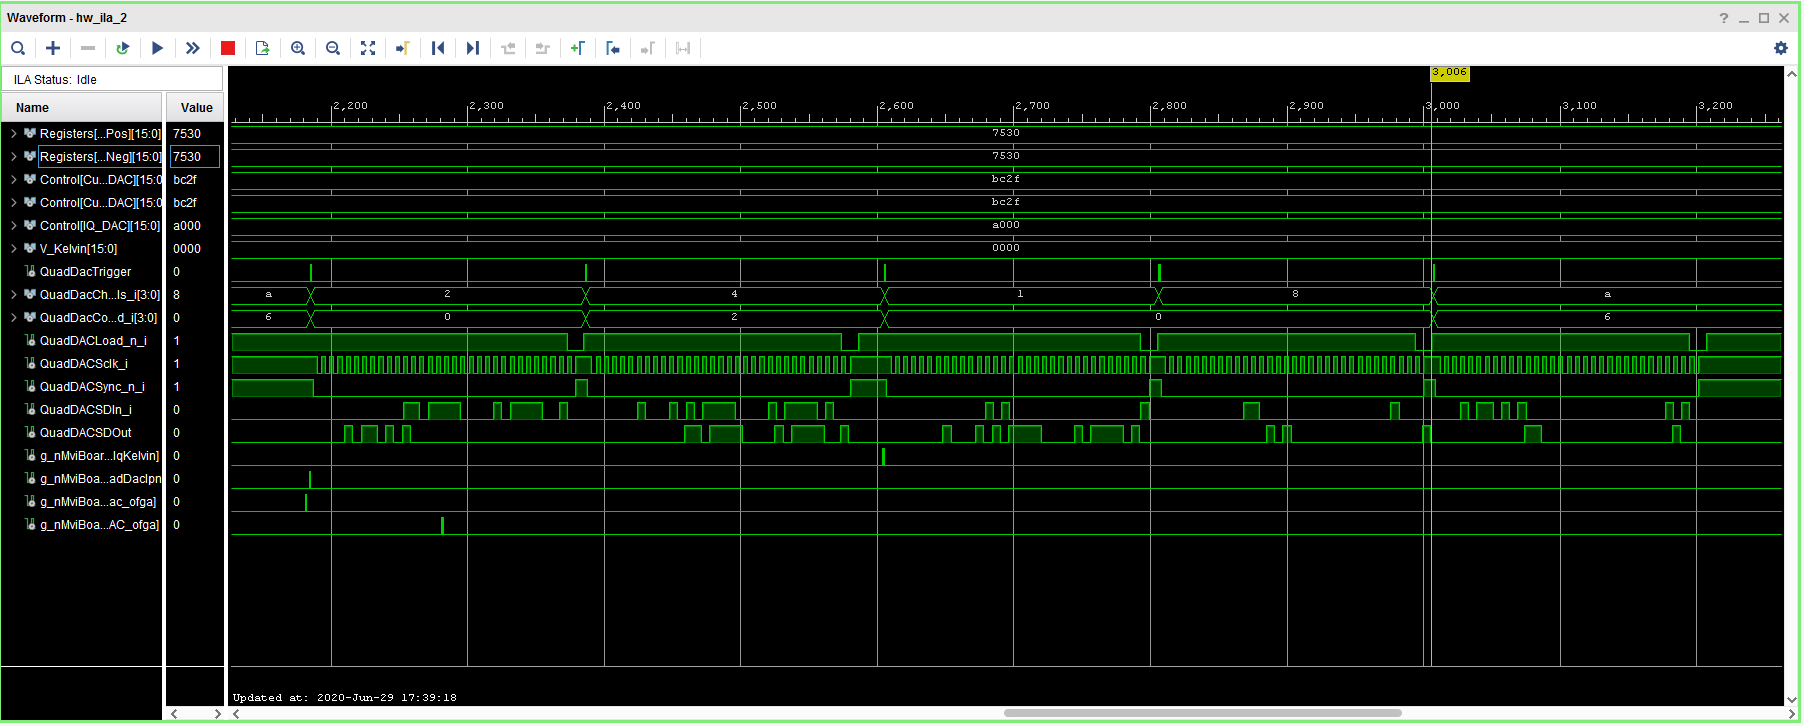 Waveform - hw_ila_2
?
ILA Status: Idle
Name Value
3,006
2,200 2,300 2,400 2,500 2,600 2,700 2,800 2,900 3,000 3,100 3,200
Registers[...Pos][15:0] 7530 7530
Registers[...Neg][15:0] 7530 7530
Control[Cu...DAC][15:0 bc2f bc2f
Control[Cu...DAC][15:0 bc2f bc2f
Control[IQ_DAC][15:0] a000 a000
V_Kelvin[15:0] 0000 0000
QuadDacTrigger 0
QuadDacCh...ls_i[3:0] 8 a 2 4 1 8 a
QuadDacCo...d_i[3:0] 0 6 0 2 0 6
QuadDACLoad_n_i 1
QuadDACSclk_i 1
QuadDACSync_n_i 1
QuadDACSDIn_i 0
QuadDACSDOut 0
g_nMviBoar...IqKelvin] 0
g_nMviBoa...adDacIpn 0
g_nMviBoa...ac_ofga] 0
g_nMviBoa...AC_ofga] 0
Updated at: 2020-Jun-29 17:39:18